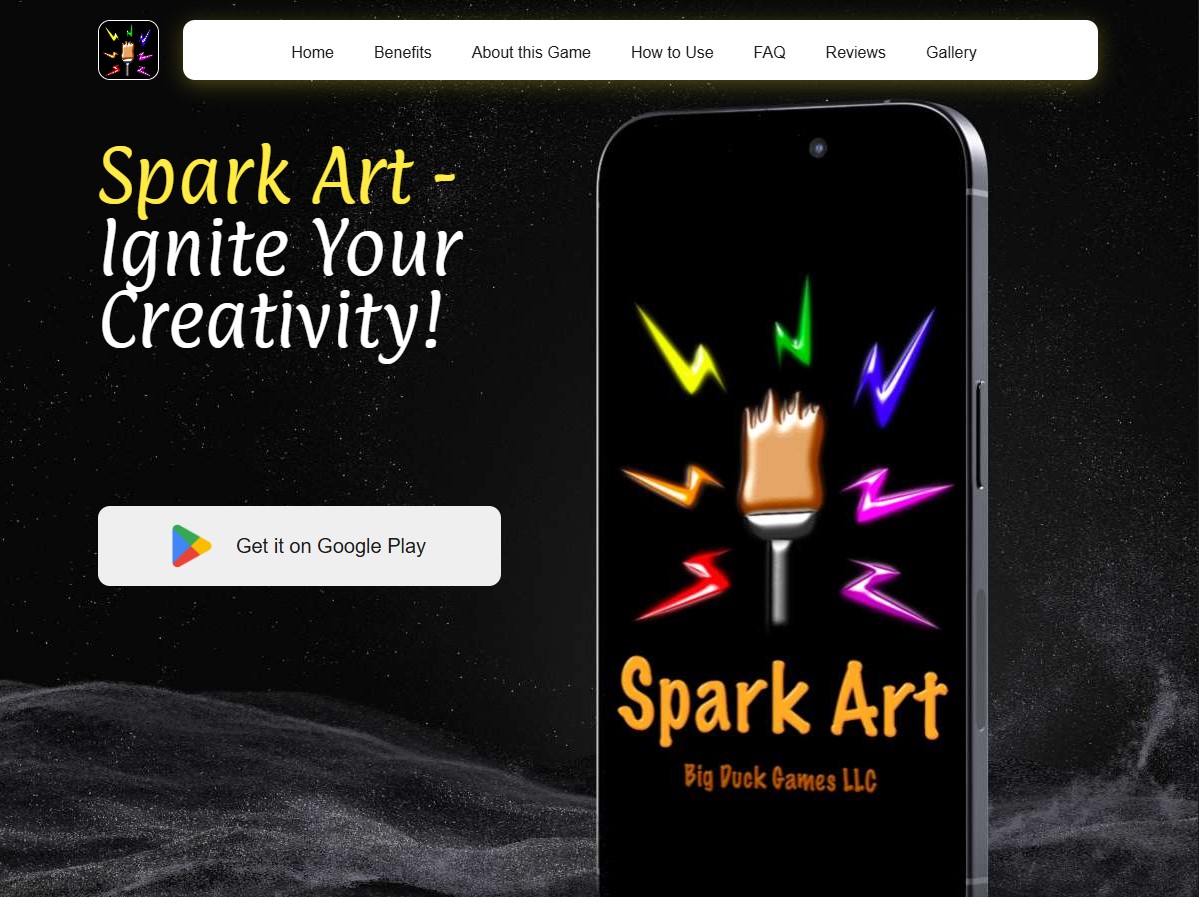 Home Benefits About this Game How to Use FAQ Reviews Gallery
Spark Art -
Ignite Your
Creativity!
Get it on Google Play
Spark Art
Big Duck Games LLC